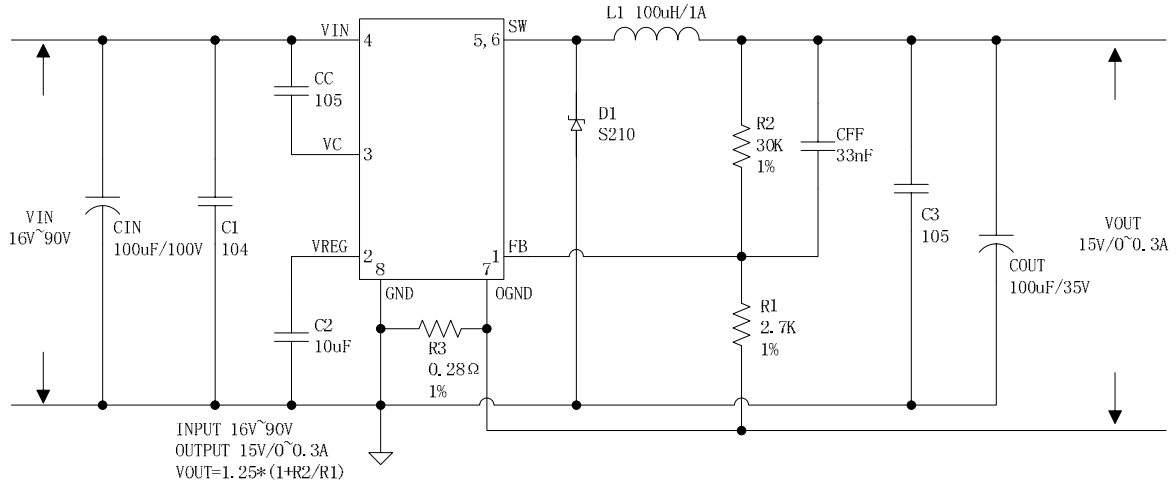 L1 100uH/1A
VIN
4
SW
5,6
CC
105
VC
3
D1
S210
R2
30K
1%
CFF
33nF
VIN
16V~90V
CIN
100uF/100V
C1
104
VREG
2
FB
1
8
7
GND
OGND
C3
105
VOUT
15V/0~0.3A
COUT
100uF/35V
R1
2.7K
1%
C2
10uF
R3
0.28Ω
1%
INPUT 16V~90V
OUTPUT 15V/0~0.3A
VOUT=1.25*(1+R2/R1)